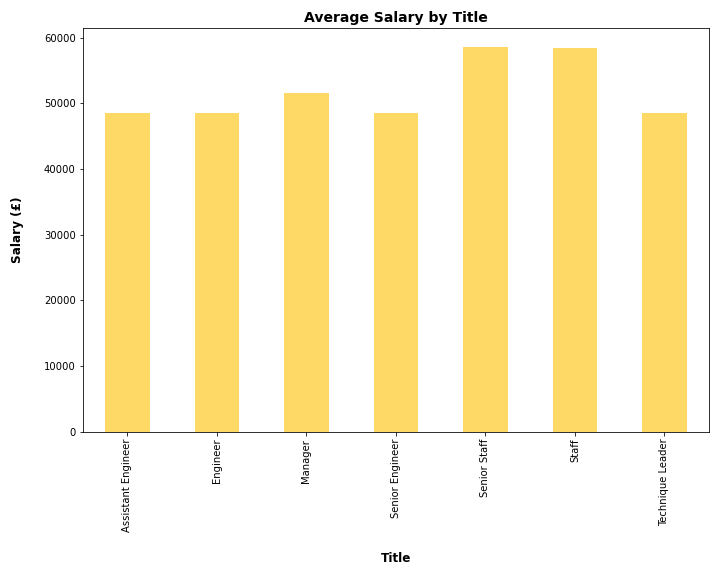 Average Salary by Title
Salary (£)
60000
50000
40000
30000
20000
10000
0
Assistant Engineer
Engineer
Manager
Senior Engineer
Senior Staff
Staff
Technique Leader
Title